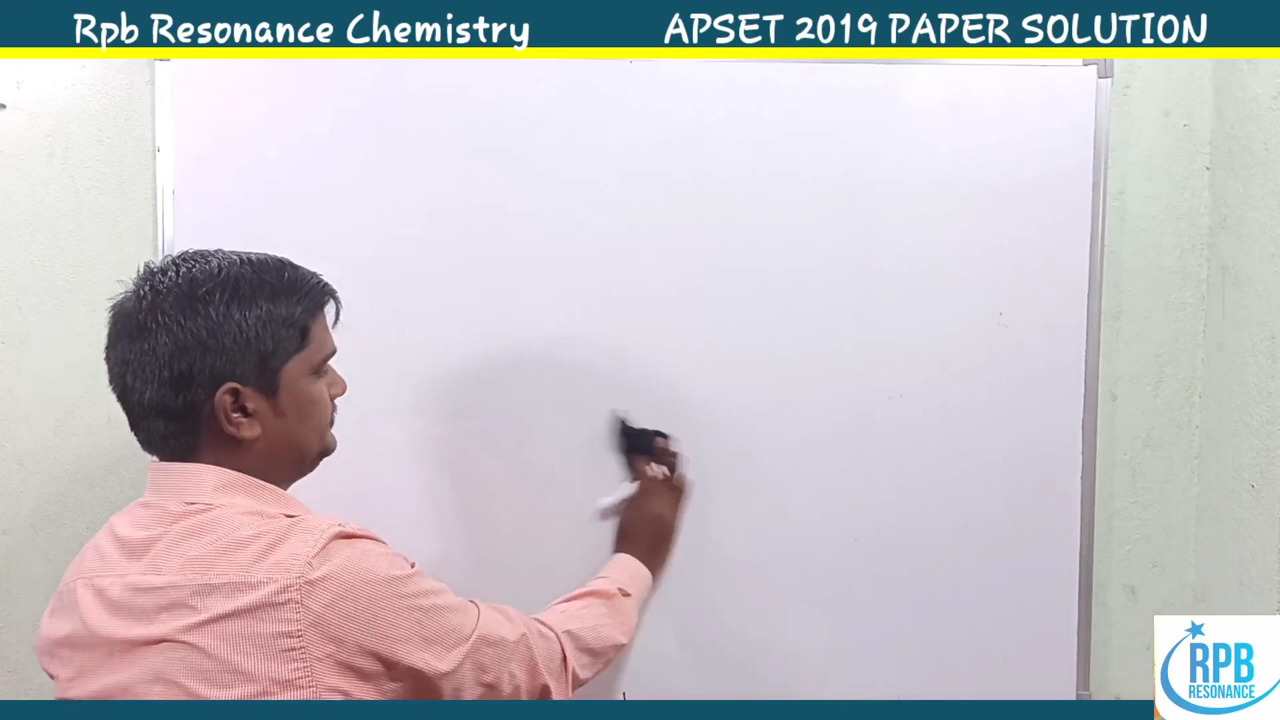 Rpb Resonance Chemistry
APSET 2019 PAPER SOLUTION
RPB
RESONANCE